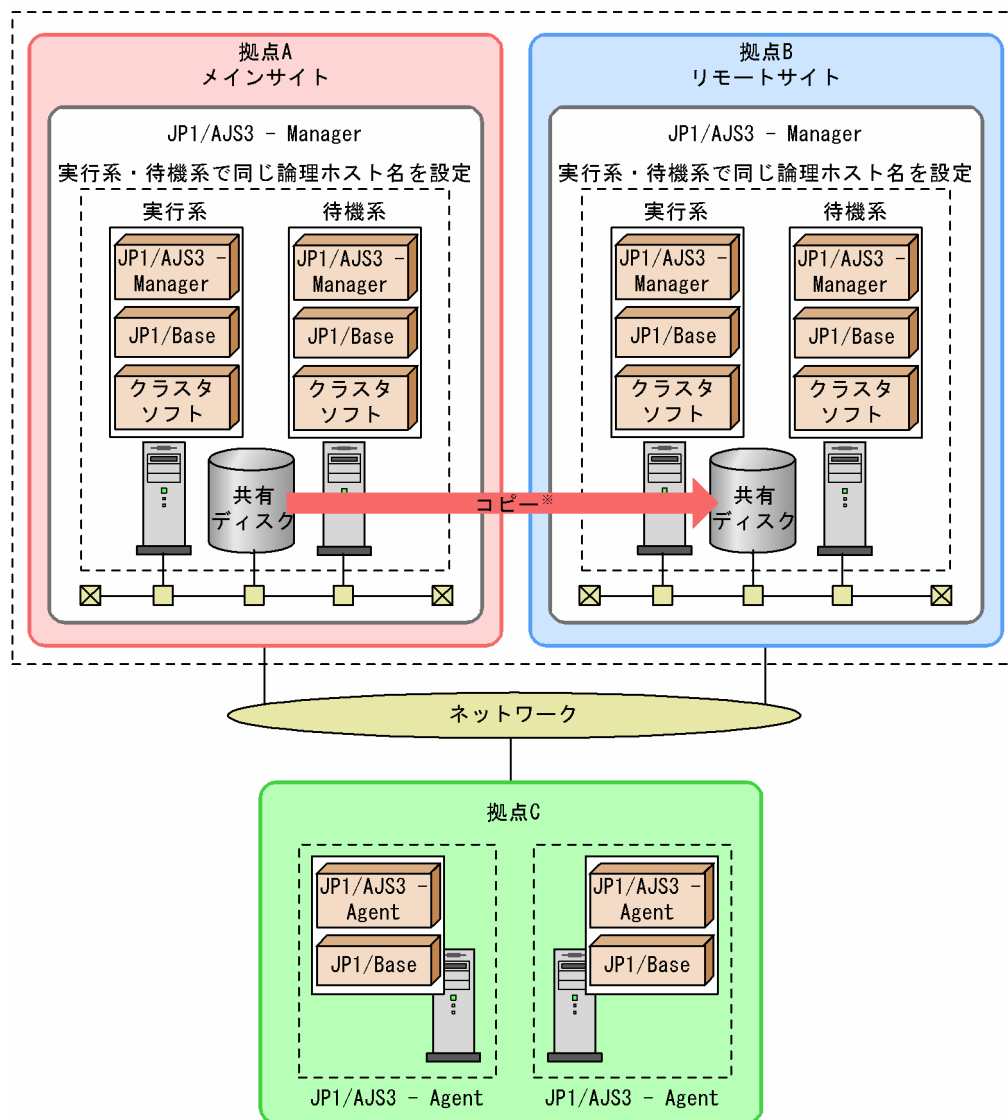 拠点A
メインサイト
JP1/AJS3 - Manager
実行系・待機系で同じ論理ホスト名を設定
実行系
JP1/AJS3 -
Manager
JP1/Base
クラスタ
ソフト
待機系
JP1/AJS3 -
Manager
JP1/Base
クラスタ
ソフト
共有
ディスク
コピー※
拠点B
リモートサイト
JP1/AJS3 - Manager
実行系・待機系で同じ論理ホスト名を設定
実行系
JP1/AJS3 -
Manager
JP1/Base
クラスタ
ソフト
待機系
JP1/AJS3 -
Manager
JP1/Base
クラスタ
ソフト
共有
ディスク
ネットワーク
拠点C
JP1/AJS3 -
Agent
JP1/Base
JP1/AJS3 - Agent
JP1/AJS3 -
Agent
JP1/Base
JP1/AJS3 - Agent